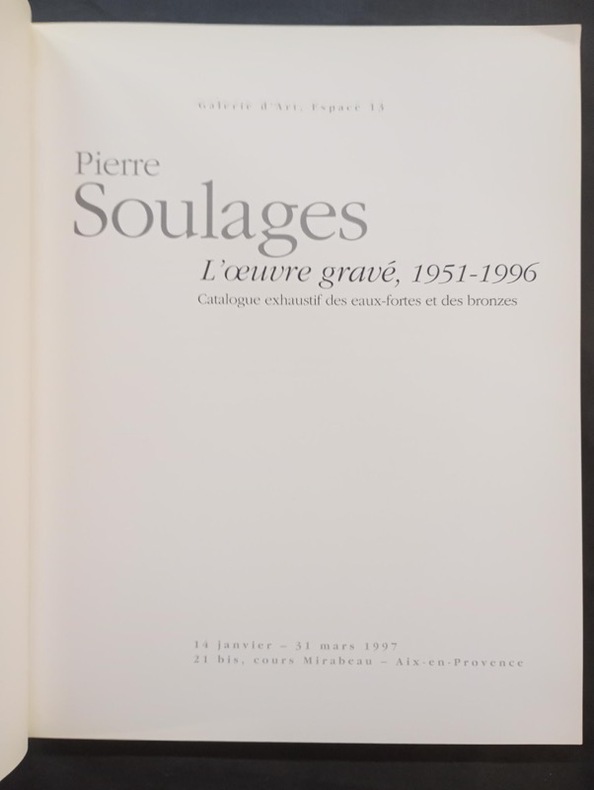 Galerie d'Art, Espace 13
Pierre
Soulages
L'œuvre gravé, 1951-1996
Catalogue exhaustif des eaux-fortes et des bronzes
14 janvier – 31 mars 1997
21 bis, cours Mirabeau – Aix-en-Provence